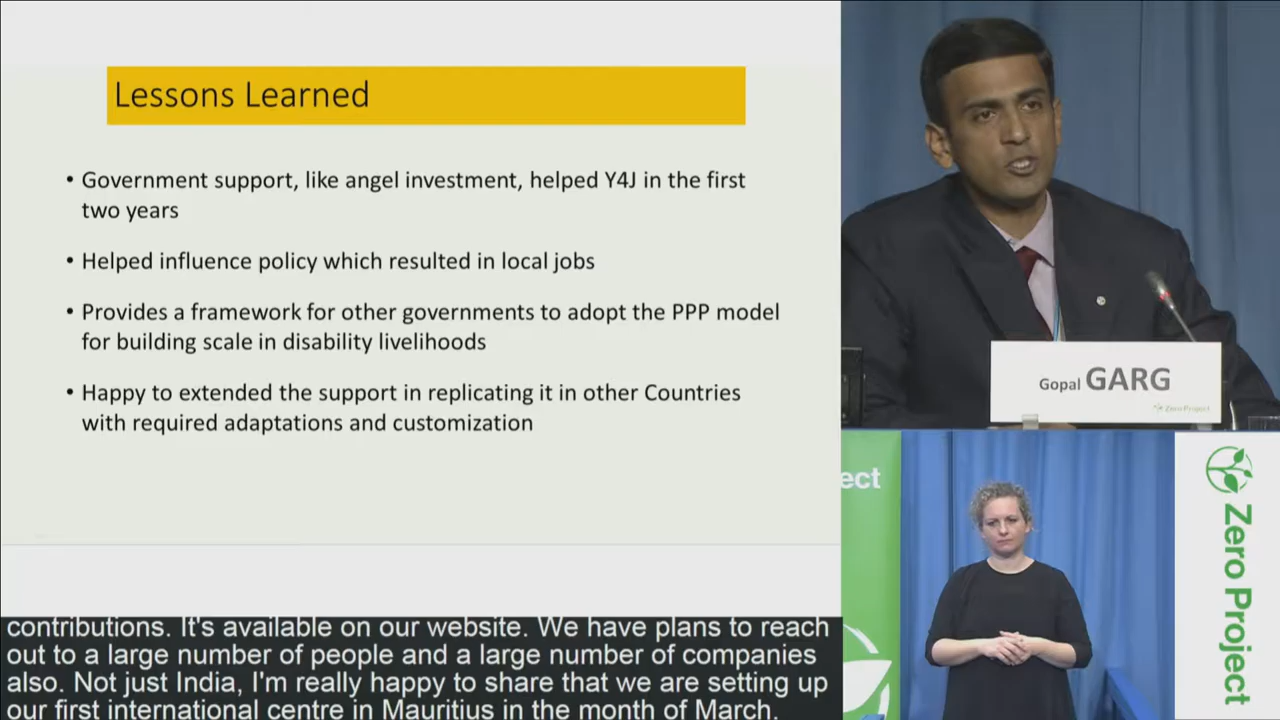 Lessons Learned
• Government support, like angel investment, helped Y4J in the first
two years
• Helped influence policy which resulted in local jobs
• Provides a framework for other governments to adopt the PPP model
for building scale in disability livelihoods
• Happy to extended the support in replicating it in other Countries
with required adaptations and customization
contributions. It's available on our website. We have plans to reach
out to a large number of people and a large number of companies
also. Not just India, I'm really happy to share that we are setting up
our first international centre in Mauritius in the month of March.
Gopal GARG
Zero Project
ect
Zero Project